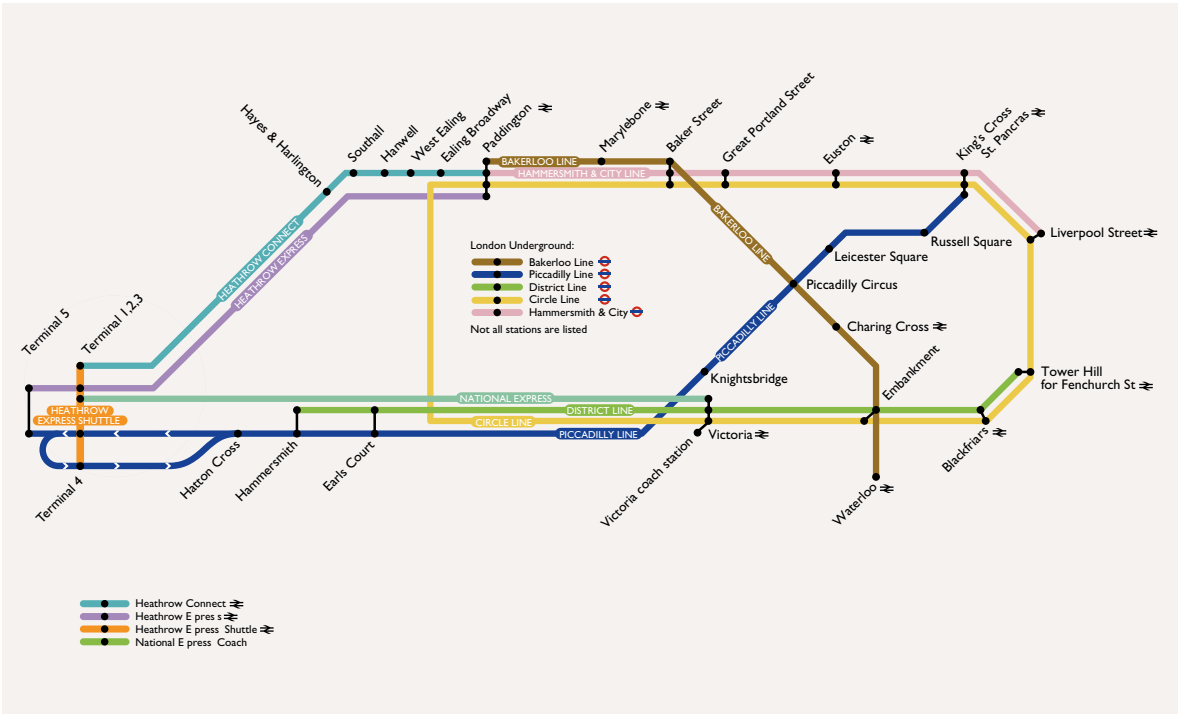 Hayes & Harlington
Southall
Hanwell
West Ealing
Ealing Broadway
Paddington
Marylebone
Baker Street
Great Portland Street
Euston
King's Cross
St. Pancras
BAKERLOO LINE
HAMMERSMITH & CITY LINE
HEATHROW CONNECT
HEATHROW EXPRESS
BAKERLOO LINE
London Underground:
Bakerloo Line
Piccadilly Line
District Line
Circle Line
Hammersmith & City
Not all stations are listed
Russell Square
Liverpool Street
Leicester Square
Piccadilly Circus
Charing Cross
PICCADILLY LINE
Knightsbridge
Embankment
Tower Hill
for Fenchurch St
Terminal 5
Terminal 1,2,3
HEATHROW
EXPRESS SHUTTLE
NATIONAL EXPRESS
DISTRICT LINE
CIRCLE LINE
PICCADILLY LINE
Terminal 4
Hatton Cross
Hammersmith
Earls Court
Victoria coach station
Victoria
Waterloo
Blackfriars
Heathrow Connect
Heathrow E pre s
Heathrow E press Shuttle
National E press Coach